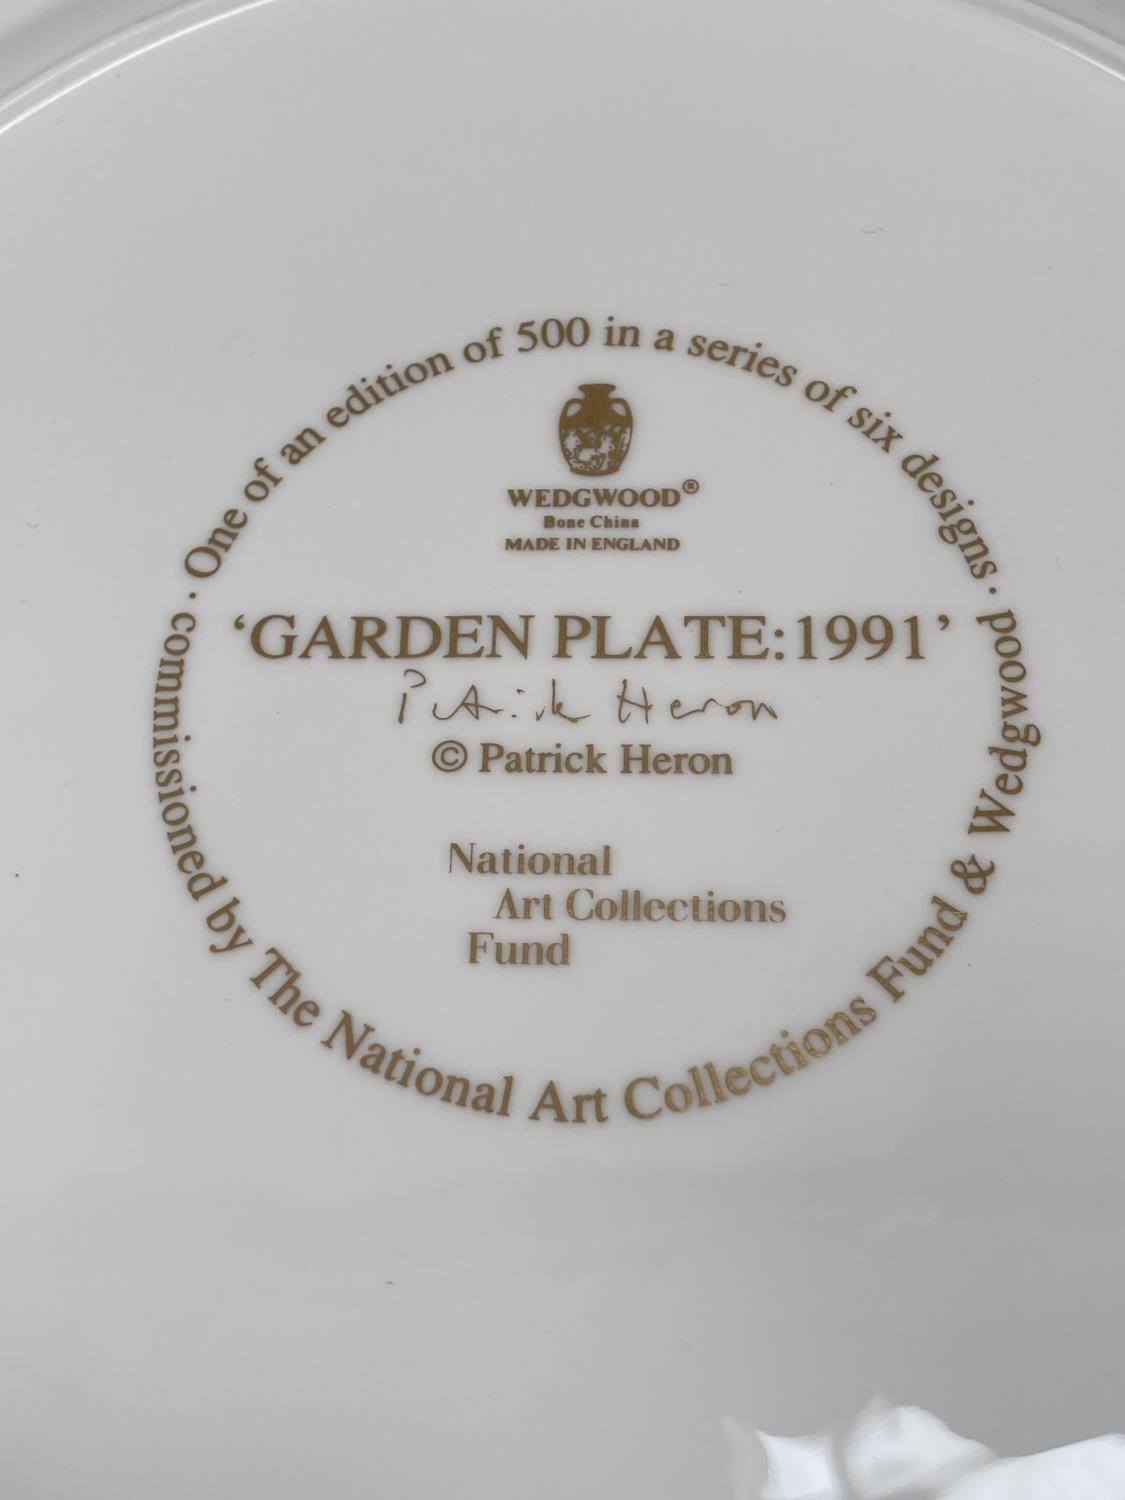 · One of an edition of 500 in a series of six designs ·
WEDGWOOD®
Bone China
MADE IN ENGLAND
‘GARDEN PLATE:1991’
Patrick Heron
© Patrick Heron
National
Art Collections
Fund
commissioned by The National Art Collections Fund & Wedgwood